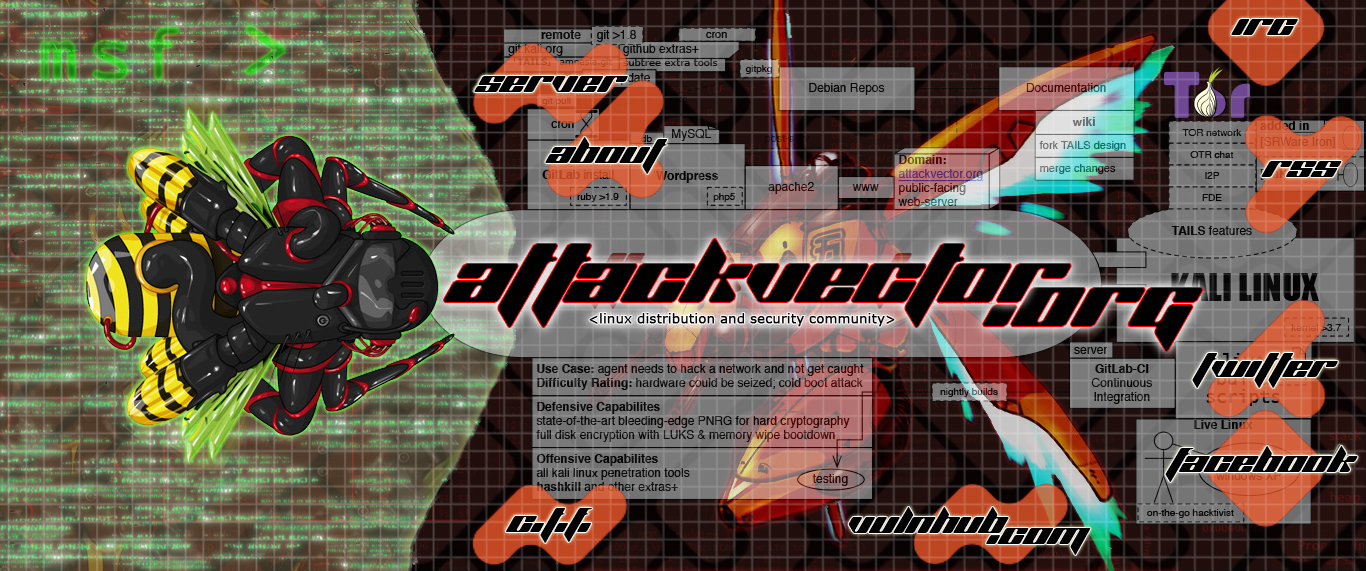 msf >
remote
git >1.8
cron
irc
git kali.org
github extras+
subtree extra tools
gitpkg
server
date
git pull
Debian Repos
Documentation
Tor
cron
MySQL
wiki
TOR network
added in
[SRWare Iron]
about
db
fork TAILS design
OTR chat
GitLab install
Wordpress
apache2
www
Domain:
attackvector.org
public-facing
web-server
merge changes
I2P
rss
ruby >1.9
php5
FDE
TAILS features
attackvector.org
<linux distribution and security community>
KALI LINUX
kernel >3.7
server
GitLab-CI
Continuous
Integration
twitter
scripts
Use Case: agent needs to hack a network and not get caught
Difficulty Rating: hardware could be seized; cold boot attack
nightly builds
Defensive Capabilites
state-of-the-art bleeding-edge PNRG for hard cryptography
full disk encryption with LUKS & memory wipe bootdown
Live Linux
Offensive Capabilites
all kali linux penetration tools
hashkill and other extras+
testing
facebook
windows XP
on-the-go hacktivist
c.t.f.
vulnhub.com